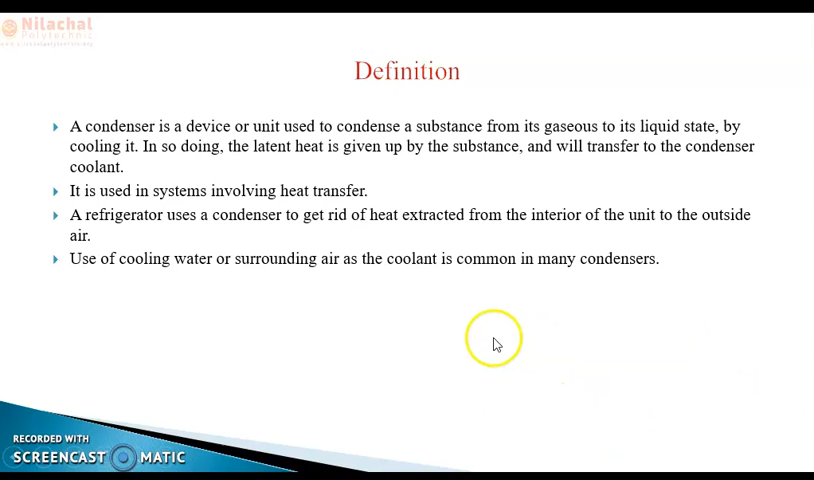 Nilachal
Polytechnic
www.nilachalpolytechnic.org
Definition
A condenser is a device or unit used to condense a substance from its gaseous to its liquid state, by
cooling it. In so doing, the latent heat is given up by the substance, and will transfer to the condenser
coolant.
It is used in systems involving heat transfer.
A refrigerator uses a condenser to get rid of heat extracted from the interior of the unit to the outside
air.
Use of cooling water or surrounding air as the coolant is common in many condensers.
RECORDED WITH
SCREENCAST MATIC